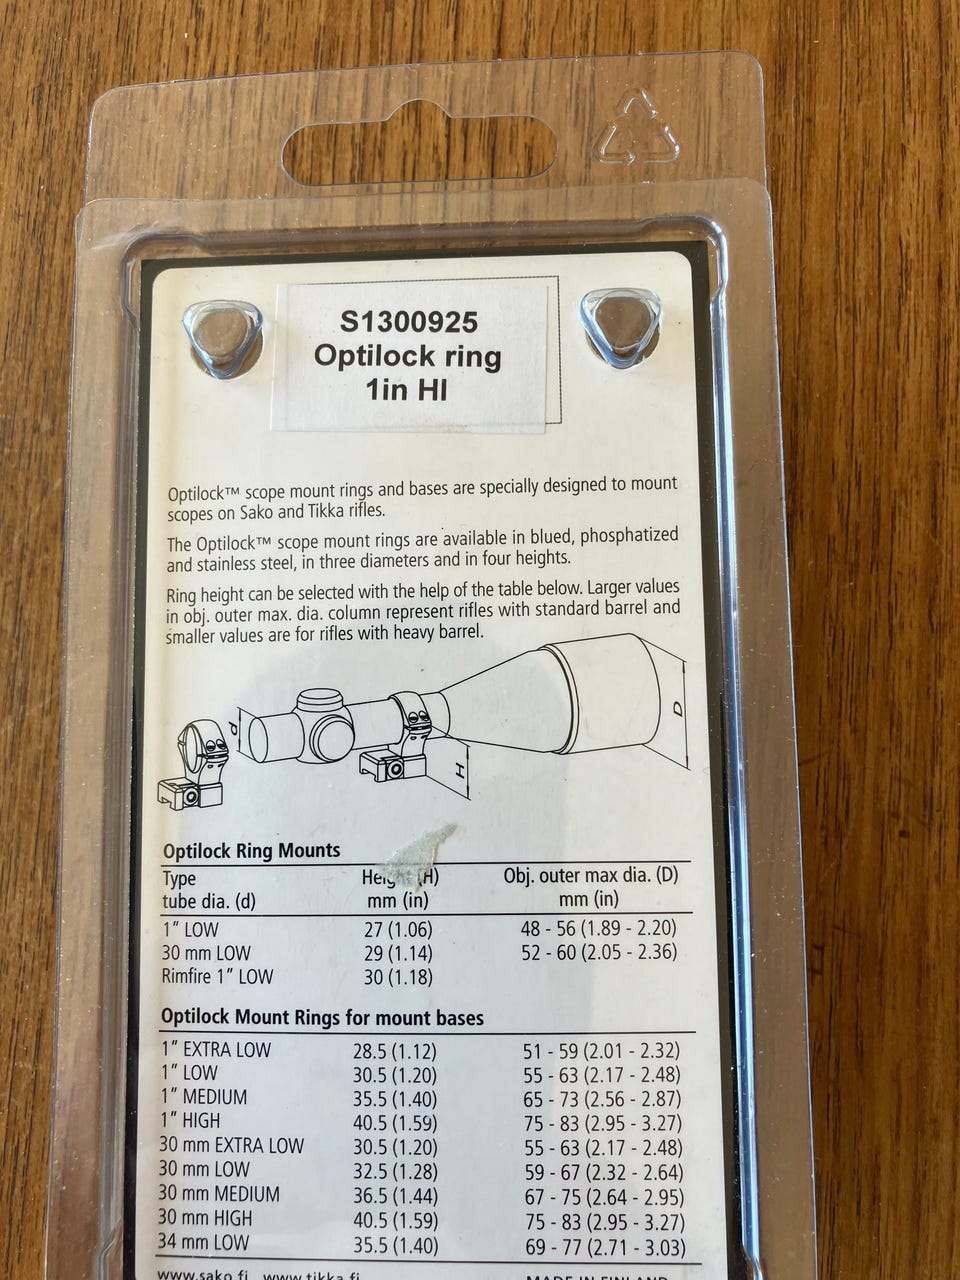 S1300925
Optilock ring
1in HI
Optilock™ scope mount rings and bases are specially designed to mount
scopes on Sako and Tikka rifles.
The Optilock™ scope mount rings are available in blued, phosphatized
and stainless steel, in three diameters and in four heights.
Ring height can be selected with the help of the table below. Larger values
in obj. outer max. dia. column represent rifles with standard barrel and
smaller values are for rifles with heavy barrel.
d
D
H
Optilock Ring Mounts
Type Height (H) Obj. outer max dia. (D)
tube dia. (d) mm (in) mm (in)
1" LOW 27 (1.06) 48 - 56 (1.89 - 2.20)
30 mm LOW 29 (1.14) 52 - 60 (2.05 - 2.36)
Rimfire 1" LOW 30 (1.18)
Optilock Mount Rings for mount bases
1" EXTRA LOW 28.5 (1.12) 51 - 59 (2.01 - 2.32)
1" LOW 30.5 (1.20) 55 - 63 (2.17 - 2.48)
1" MEDIUM 35.5 (1.40) 65 - 73 (2.56 - 2.87)
1" HIGH 40.5 (1.59) 75 - 83 (2.95 - 3.27)
30 mm EXTRA LOW 30.5 (1.20) 55 - 63 (2.17 - 2.48)
30 mm LOW 32.5 (1.28) 59 - 67 (2.32 - 2.64)
30 mm MEDIUM 36.5 (1.44) 67 - 75 (2.64 - 2.95)
30 mm HIGH 40.5 (1.59) 75 - 83 (2.95 - 3.27)
34 mm LOW 35.5 (1.40) 69 - 77 (2.71 - 3.03)
www.sako.fi www.tikka.fi MADE IN FINLAND